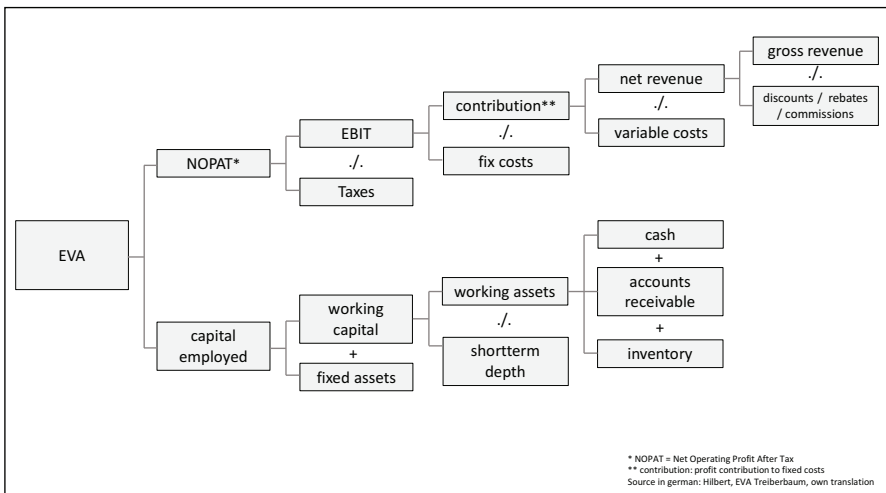 gross revenue
./.
discounts / rebates
/ commissions
net revenue
./.
variable costs
contribution**
./.
fix costs
EBIT
./.
Taxes
NOPAT*
EVA
capital
employed
working
capital
+
fixed assets
working assets
./.
shortterm
depth
cash
+
accounts
receivable
+
inventory
* NOPAT = Net Operating Profit After Tax
** contribution: profit contribution to fixed costs
Source in german: Hilbert, EVA Treiberbaum, own translation